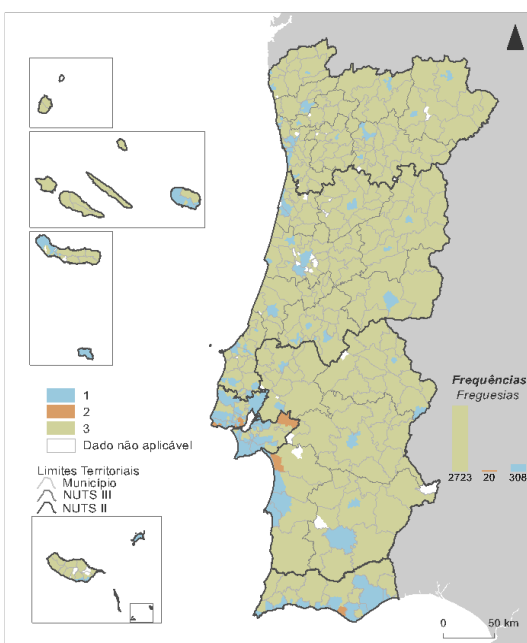 1
2
3
Dado não aplicável
Limites Territoriais
Município
NUTS III
NUTS II
Frequências
Freguesias
2723 20 308
0 50 km